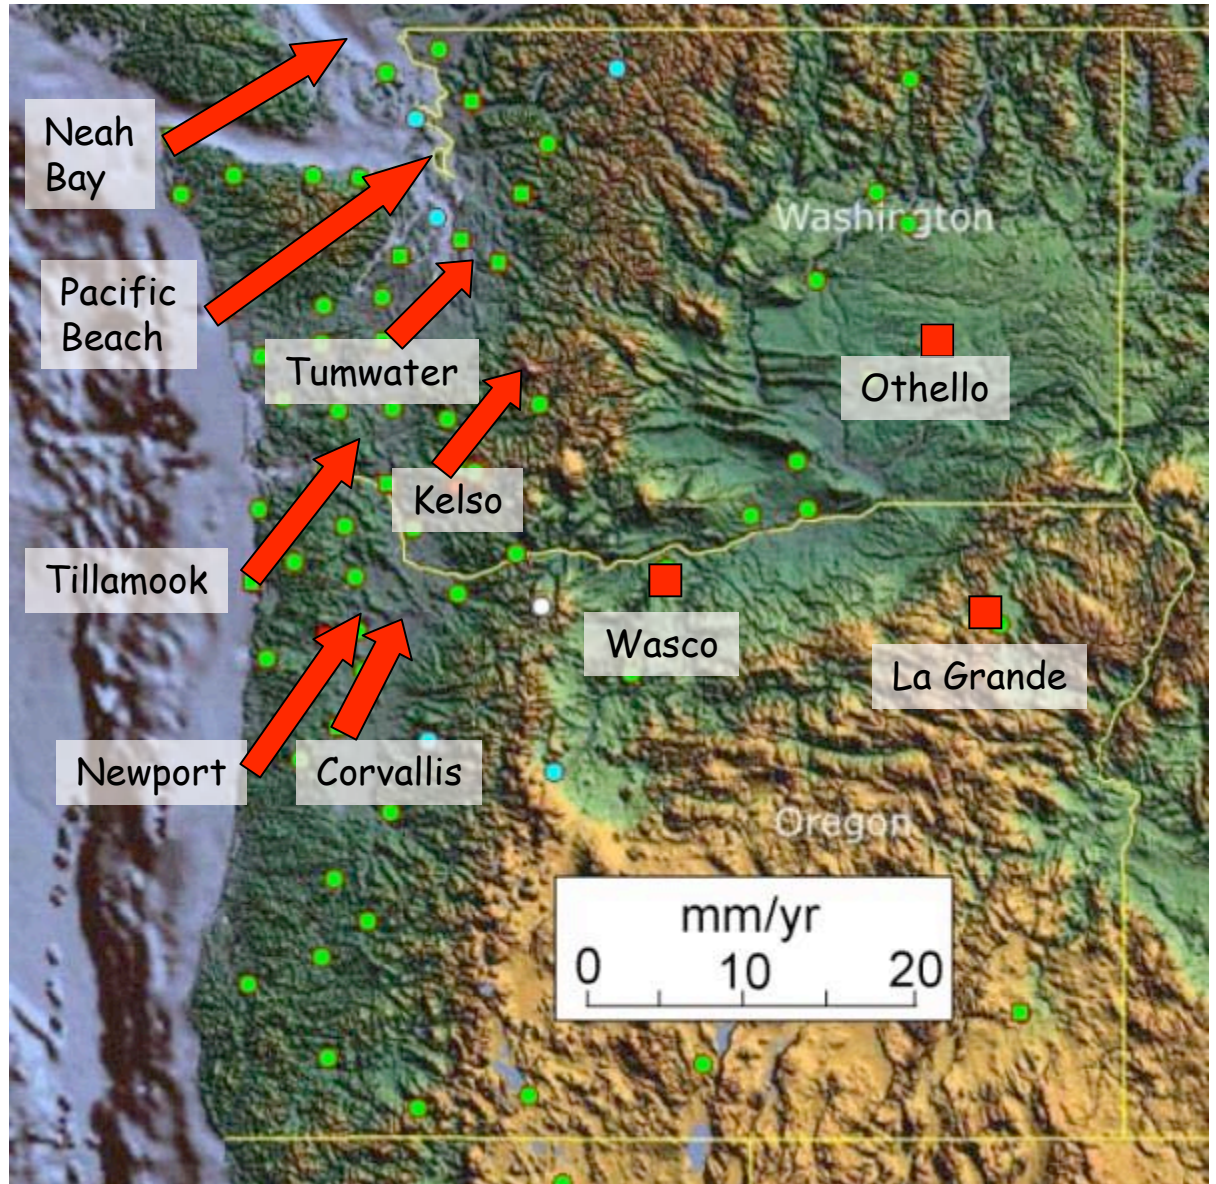 Neah
Bay
Washington
Pacific
Beach
Tumwater
Othello
Kelso
Tillamook
Wasco
La Grande
Newport
Corvallis
Oregon
mm/yr
0 10 20